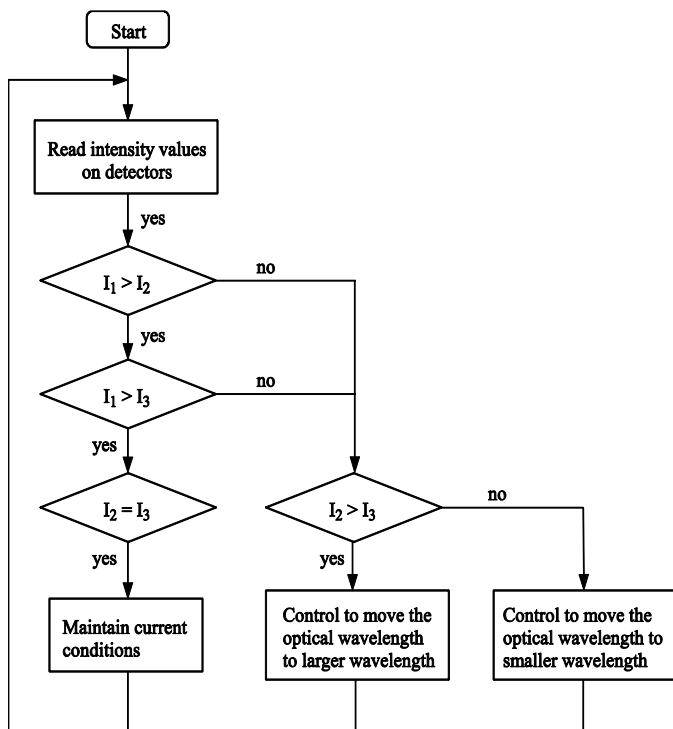 Start
Read intensity values
on detectors
yes
I₁ > I₂
no
yes
I₁ > I₃
no
yes
I₂ = I₃
yes
Maintain current
conditions
I₂ > I₃
no
yes
Control to move the
optical wavelength
to larger wavelength
Control to move the
optical wavelength to
smaller wavelength